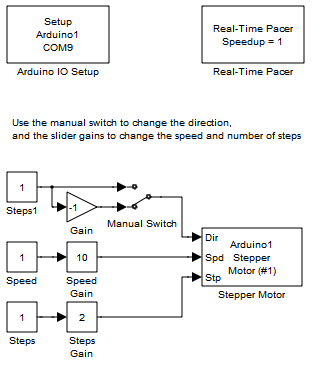 Setup
Arduino1
COM9
Arduino IO Setup
Real-Time Pacer
Speedup = 1
Real-Time Pacer
Use the manual switch to change the direction,
and the slider gains to change the speed and number of steps
1
Steps1
-1
Gain
Manual Switch
1
Speed
10
Speed
Gain
1
Steps
2
Steps
Gain
Dir
Spd
Stp
Arduino1
Stepper
Motor (#1)
Stepper Motor